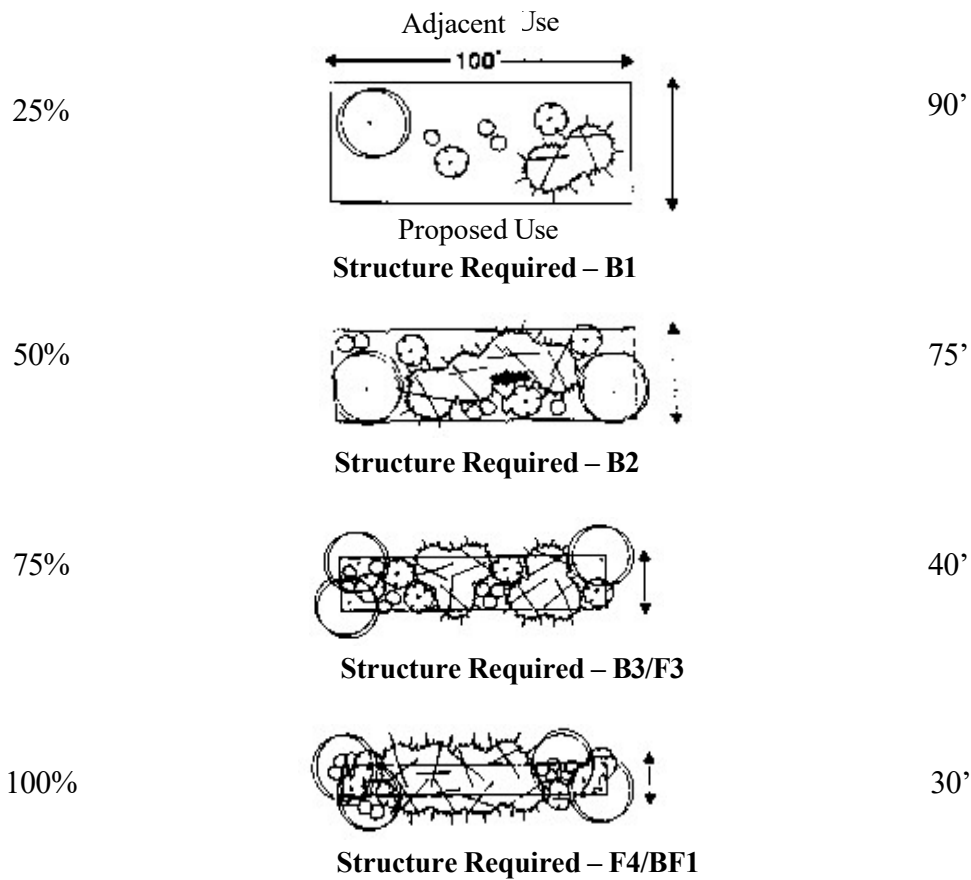 Adjacent Use
100'
25%
90’
Proposed Use
Structure Required – B1
50%
75’
Structure Required – B2
75%
40’
Structure Required – B3/F3
100%
30’
Structure Required – F4/BF1